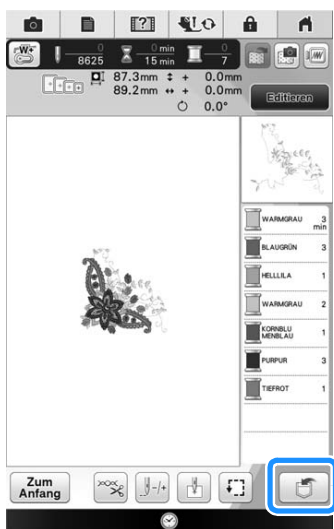 W+
0
8625
0 min
15 min
0
7
87.3mm + 0.0mm
89.2mm + 0.0mm
0.0°
Editieren
WARMGRAU 3
min
BLAUGRÜN 3
HELLLILA 1
WARMGRAU 2
KORNBLU
MENBLAU 1
PURPUR 3
TIEFROT 1
Zum
Anfang
-/+